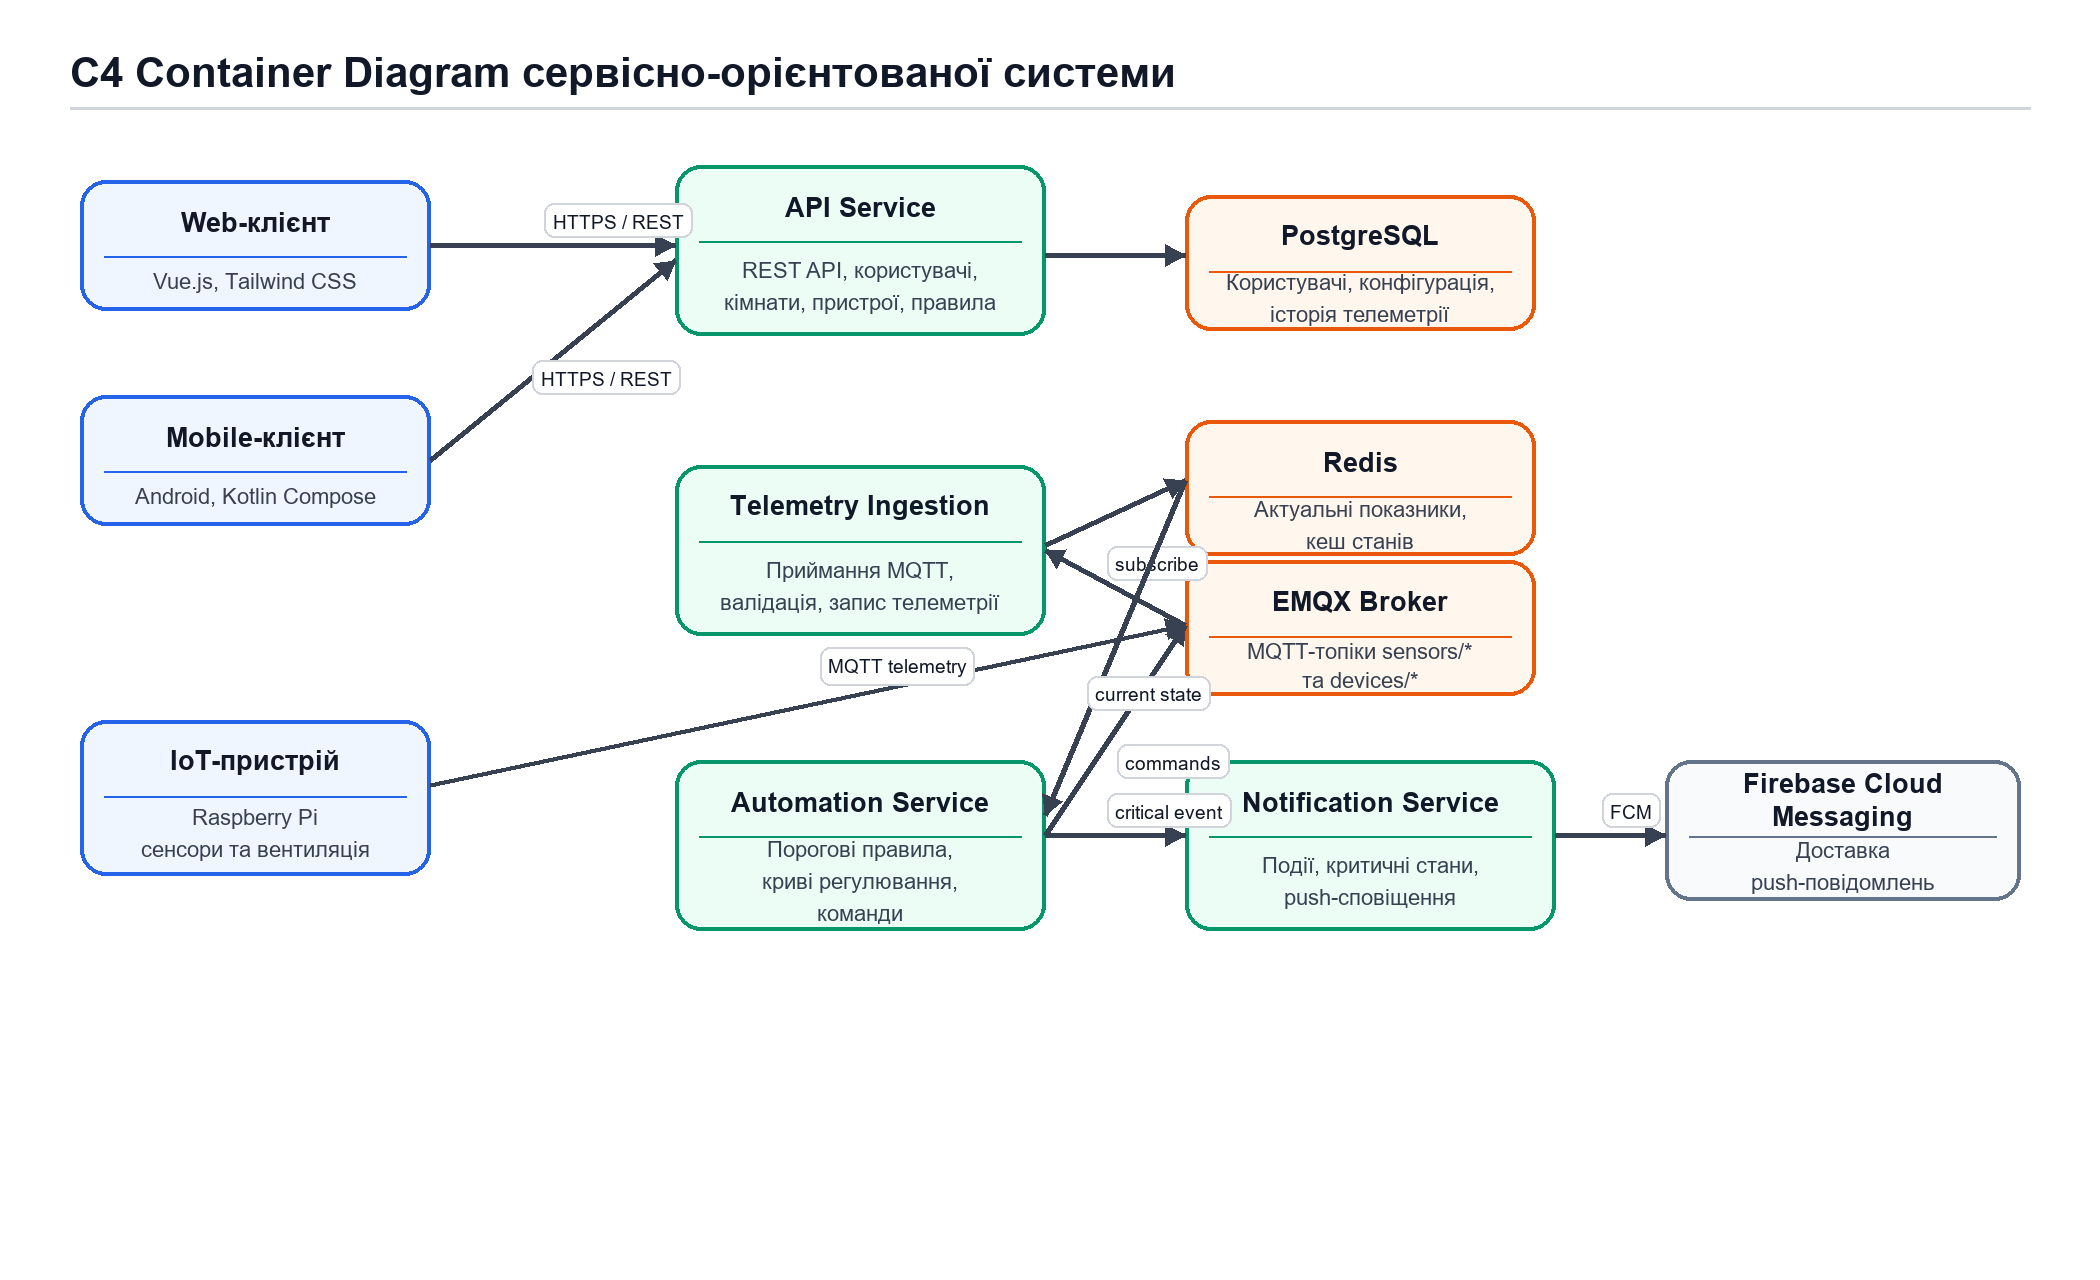 C4 Container Diagram сервісно-орієнтованої системи
Web-клієнт
Vue.js, Tailwind CSS
HTTPS / REST
API Service
REST API, користувачі,
кімнати, пристрої, правила
PostgreSQL
Користувачі, конфігурація,
історія телеметрії
HTTPS / REST
Mobile-клієнт
Android, Kotlin Compose
Telemetry Ingestion
Приймання MQTT,
валідація, запис телеметрії
Redis
Актуальні показники,
кеш станів
subscribe
EMQX Broker
MQTT-топіки sensors/*
та devices/*
MQTT telemetry
current state
IoT-пристрій
Raspberry Pi
сенсори та вентиляція
commands
critical event
Automation Service
Порогові правила,
криві регулювання,
команди
Notification Service
Події, критичні стани,
push-сповіщення
FCM
Firebase Cloud
Messaging
Доставка
push-повідомлень